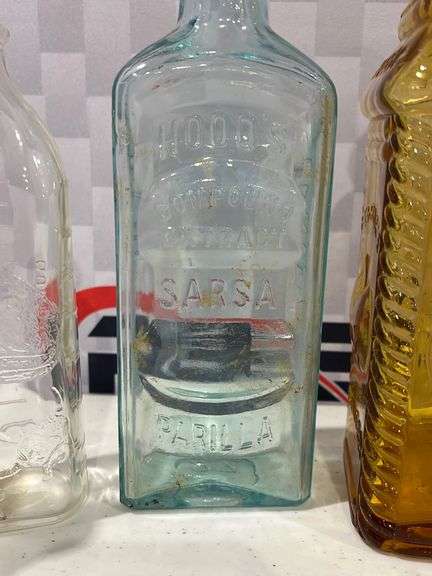 HOOD'S
COMPOUND
EXTRACT
SARSA
PARILLA